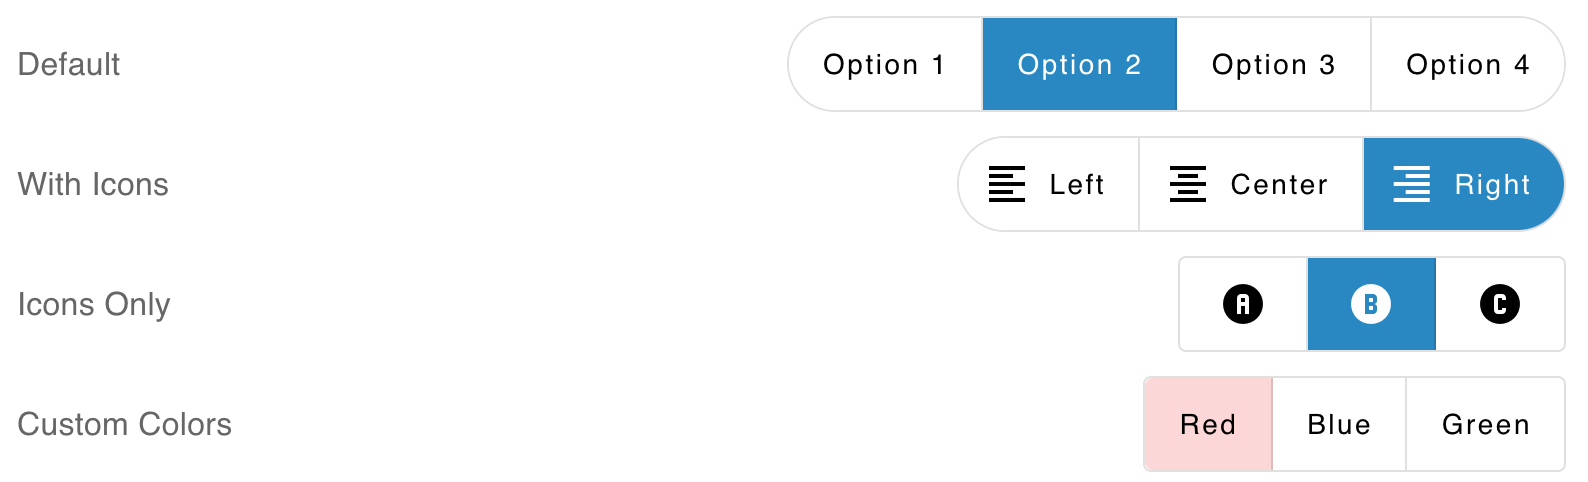 Default Option 1 Option 2 Option 3 Option 4
With Icons Left Center Right
Icons Only A B C
Custom Colors Red Blue Green